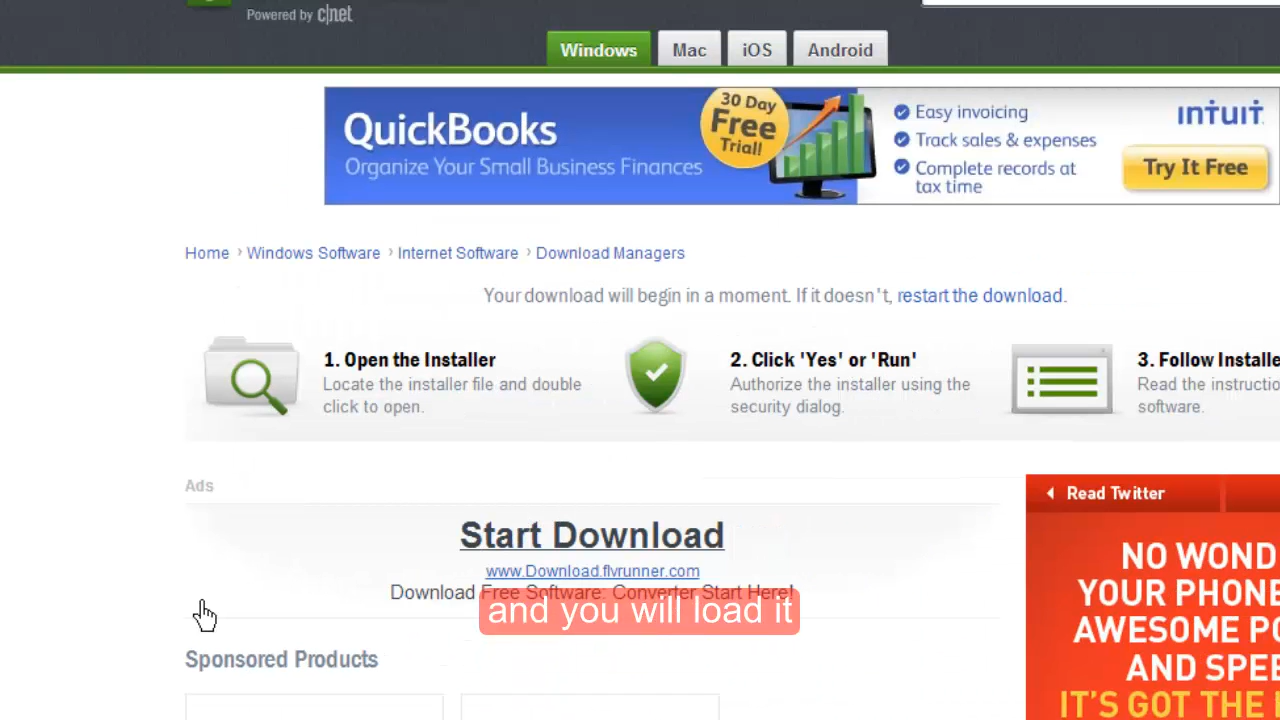 Powered by c|net
Windows
Mac
iOS
Android
QuickBooks
Organize Your Small Business Finances
30 Day
Free
Trial!
Easy invoicing
Track sales & expenses
Complete records at
tax time
intuit
Try It Free
Home › Windows Software › Internet Software › Download Managers
Your download will begin in a moment. If it doesn't, restart the download.
1. Open the Installer
Locate the installer file and double
click to open.
2. Click 'Yes' or 'Run'
Authorize the installer using the
security dialog.
3. Follow Installe
Read the instructio
software.
Ads
Start Download
www.Download.flvrunner.com
Download Free Software: Converter Start Here!
and you will load it
Sponsored Products
Read Twitter
NO WOND
YOUR PHONE
AWESOME PO
AND SPEE
IT'S GOT THE